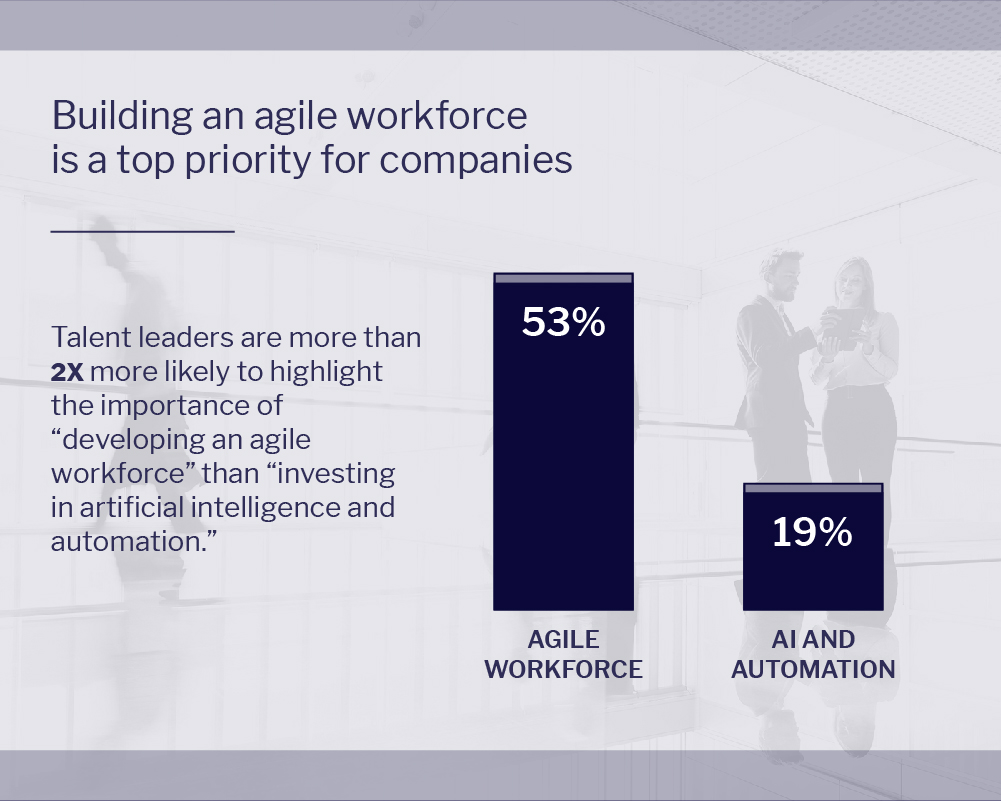 Building an agile workforce
is a top priority for companies
Talent leaders are more than
2X more likely to highlight
the importance of
“developing an agile
workforce” than “investing
in artificial intelligence and
automation.”
53%
19%
AGILE
WORKFORCE
AI AND
AUTOMATION